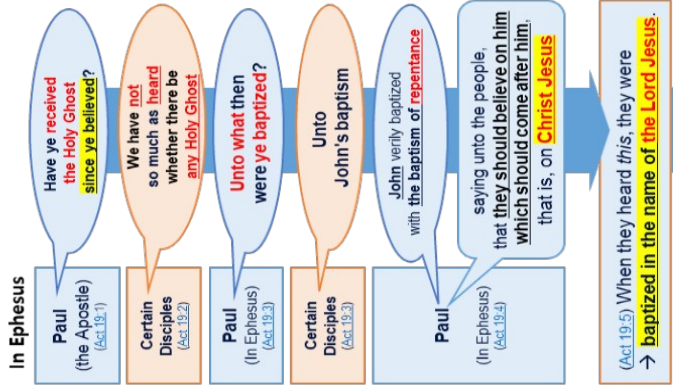 In Ephesus
Paul
(the Apostle)
(Act 19:1)
Have ye received
the Holy Ghost
since ye believed?
Certain
Disciples
(Act 19:2)
We have not
so much as heard
whether there be
any Holy Ghost
Paul
(In Ephesus)
(Act 19:3)
Unto what then
were ye baptized?
Certain
Disciples
(Act 19:3)
Unto
John's baptism
Paul
(In Ephesus)
(Act 19:4)
John verily baptized
with the baptism of repentance
saying unto the people,
that they should believe on him
which should come after him,
that is, on Christ Jesus
(Act 19:5) When they heard this, they were
→ baptized in the name of the Lord Jesus.